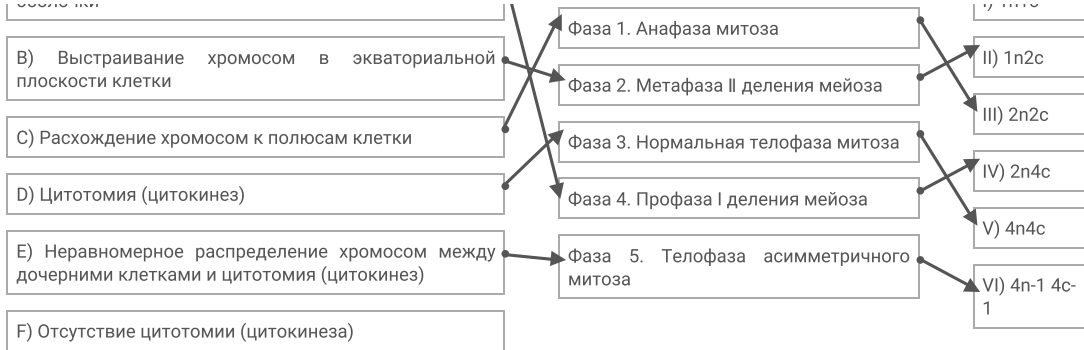 Фаза 1. Анафаза митоза
B) Выстраивание хромосом в экваториальной
плоскости клетки
Фаза 2. Метафаза II деления мейоза
II) 1n2c
C) Расхождение хромосом к полюсам клетки
Фаза 3. Нормальная телофаза митоза
III) 2n2c
D) Цитотомия (цитокинез)
Фаза 4. Профаза I деления мейоза
IV) 2n4c
V) 4n4c
E) Неравномерное распределение хромосом между
дочерними клетками и цитотомия (цитокинез)
Фаза 5. Телофаза асимметричного
митоза
VI) 4n-1 4c-
1
F) Отсутствие цитотомии (цитокинеза)